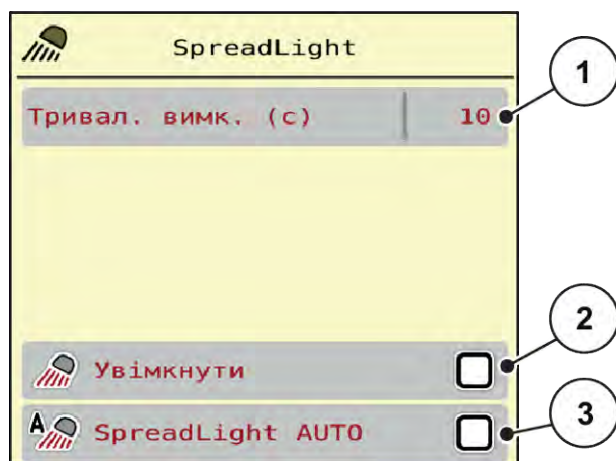 SpreadLight
1
Тривал. вимк. (с) 10
2
Увімкнути
3
A
SpreadLight AUTO